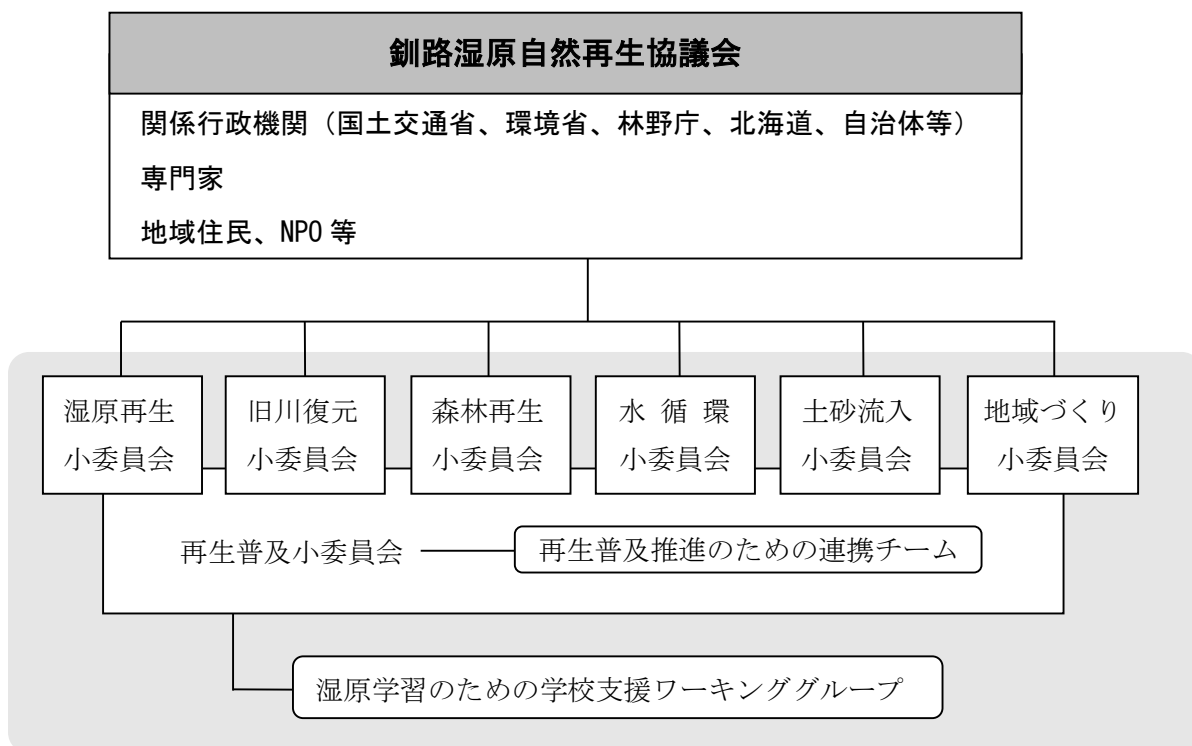 釧路湿原自然再生協議会
関係行政機関（国土交通省、環境省、林野庁、北海道、自治体等）
専門家
地域住民、NPO 等
湿原再生
小委員会
旧川復元
小委員会
森林再生
小委員会
水 循 環
小委員会
土砂流入
小委員会
地域づくり
小委員会
再生普及小委員会
再生普及推進のための連携チーム
湿原学習のための学校支援ワーキンググループ